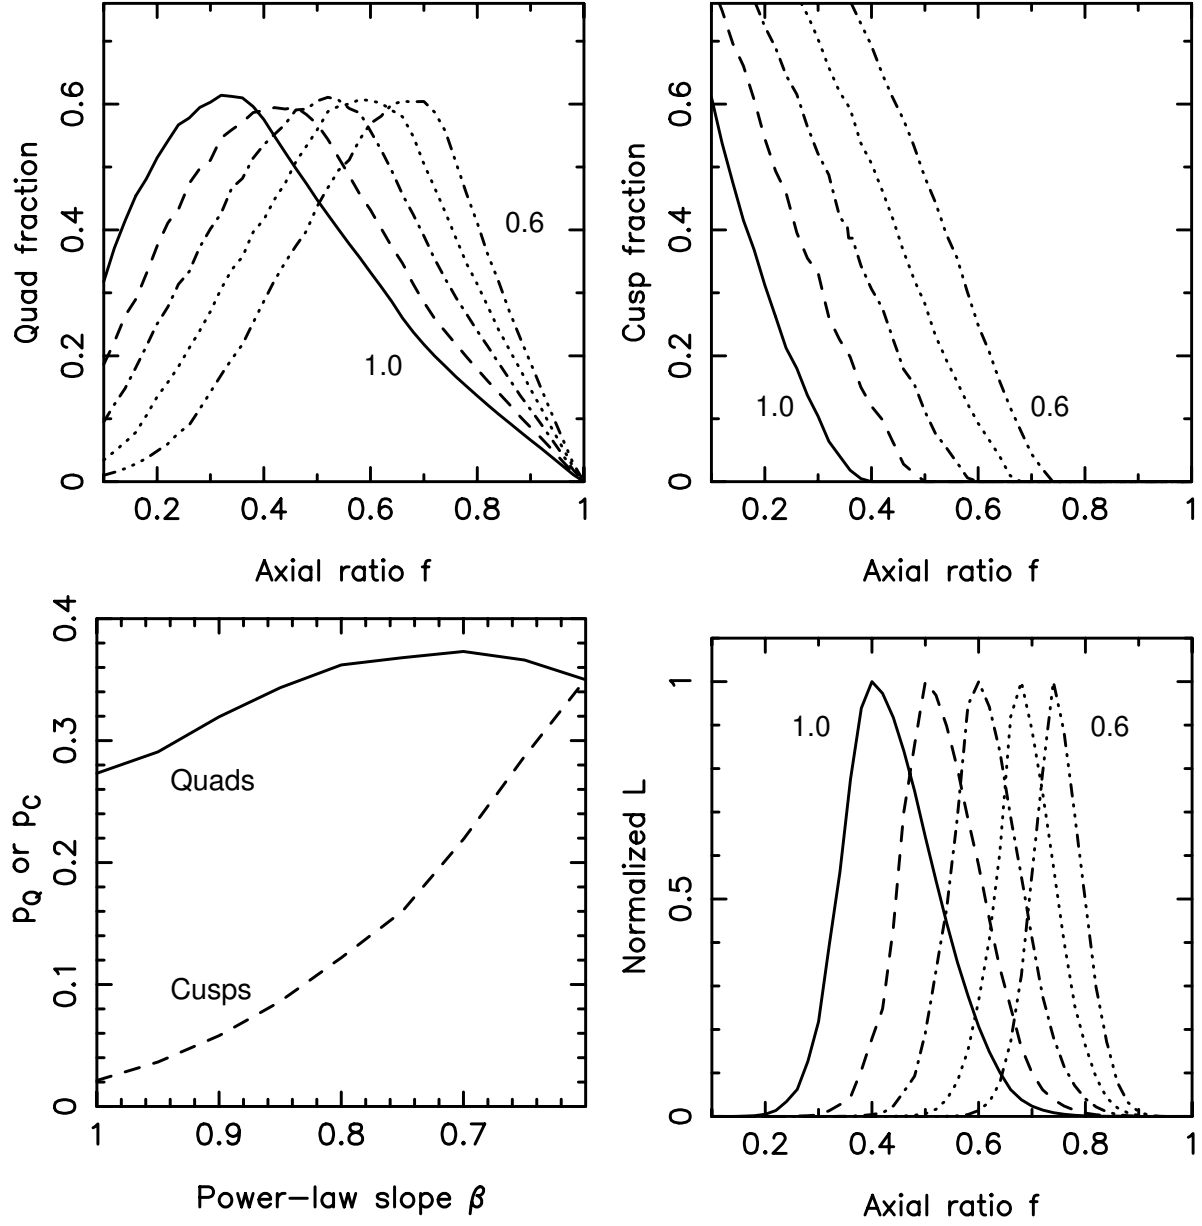 Quad fraction
0 0.2 0.4 0.6
0.6
1.0
0.2 0.4 0.6 0.8 1
Axial ratio f
Cusp fraction
0 0.2 0.4 0.6
1.0
0.6
0.2 0.4 0.6 0.8 1
Axial ratio f
p_Q or p_C
0 0.1 0.2 0.3 0.4
Quads
Cusps
1 0.9 0.8 0.7
Power-law slope β
Normalized L
0 0.5 1
1.0
0.6
0.2 0.4 0.6 0.8 1
Axial ratio f